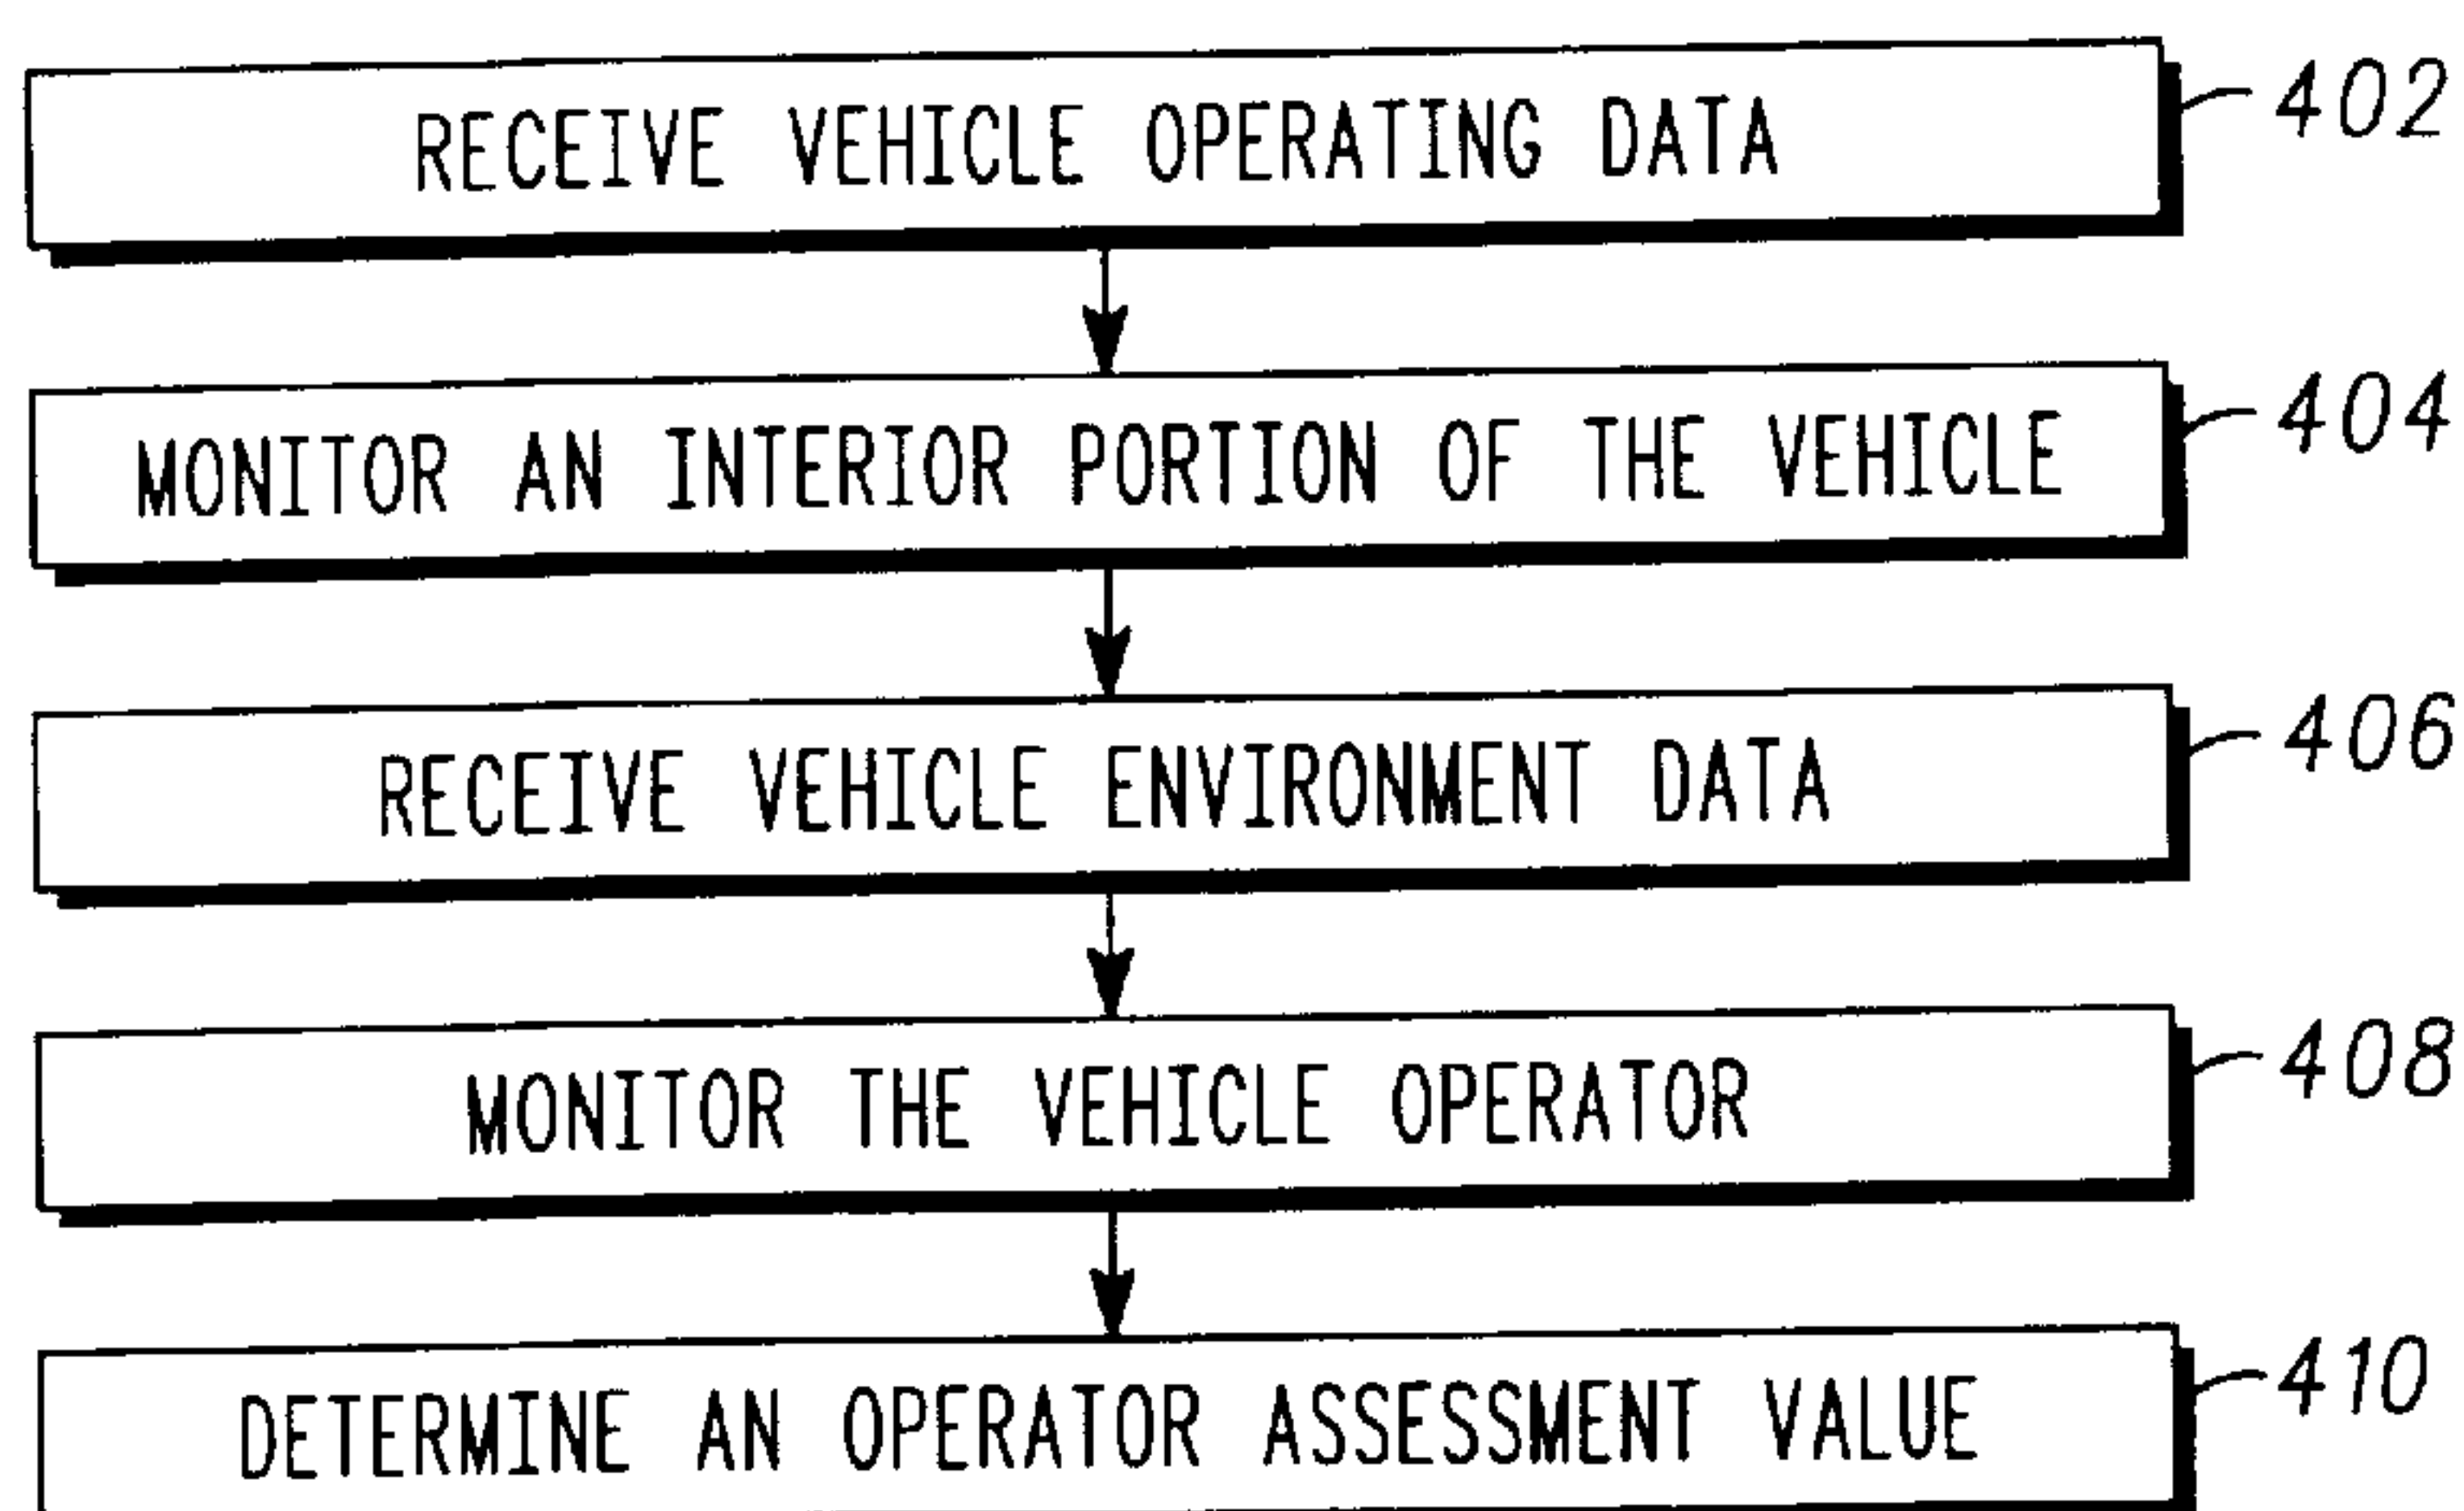 RECEIVE VEHICLE OPERATING DATA 402
MONITOR AN INTERIOR PORTION OF THE VEHICLE 404
RECEIVE VEHICLE ENVIRONMENT DATA 406
MONITOR THE VEHICLE OPERATOR 408
DETERMINE AN OPERATOR ASSESSMENT VALUE 410